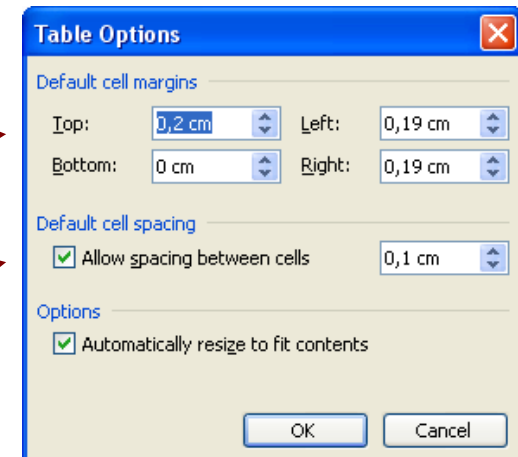 Table Options
Default cell margins
Top: 0,2 cm Left: 0,19 cm
Bottom: 0 cm Right: 0,19 cm
Default cell spacing
Allow spacing between cells 0,1 cm
Options
Automatically resize to fit contents
OK Cancel